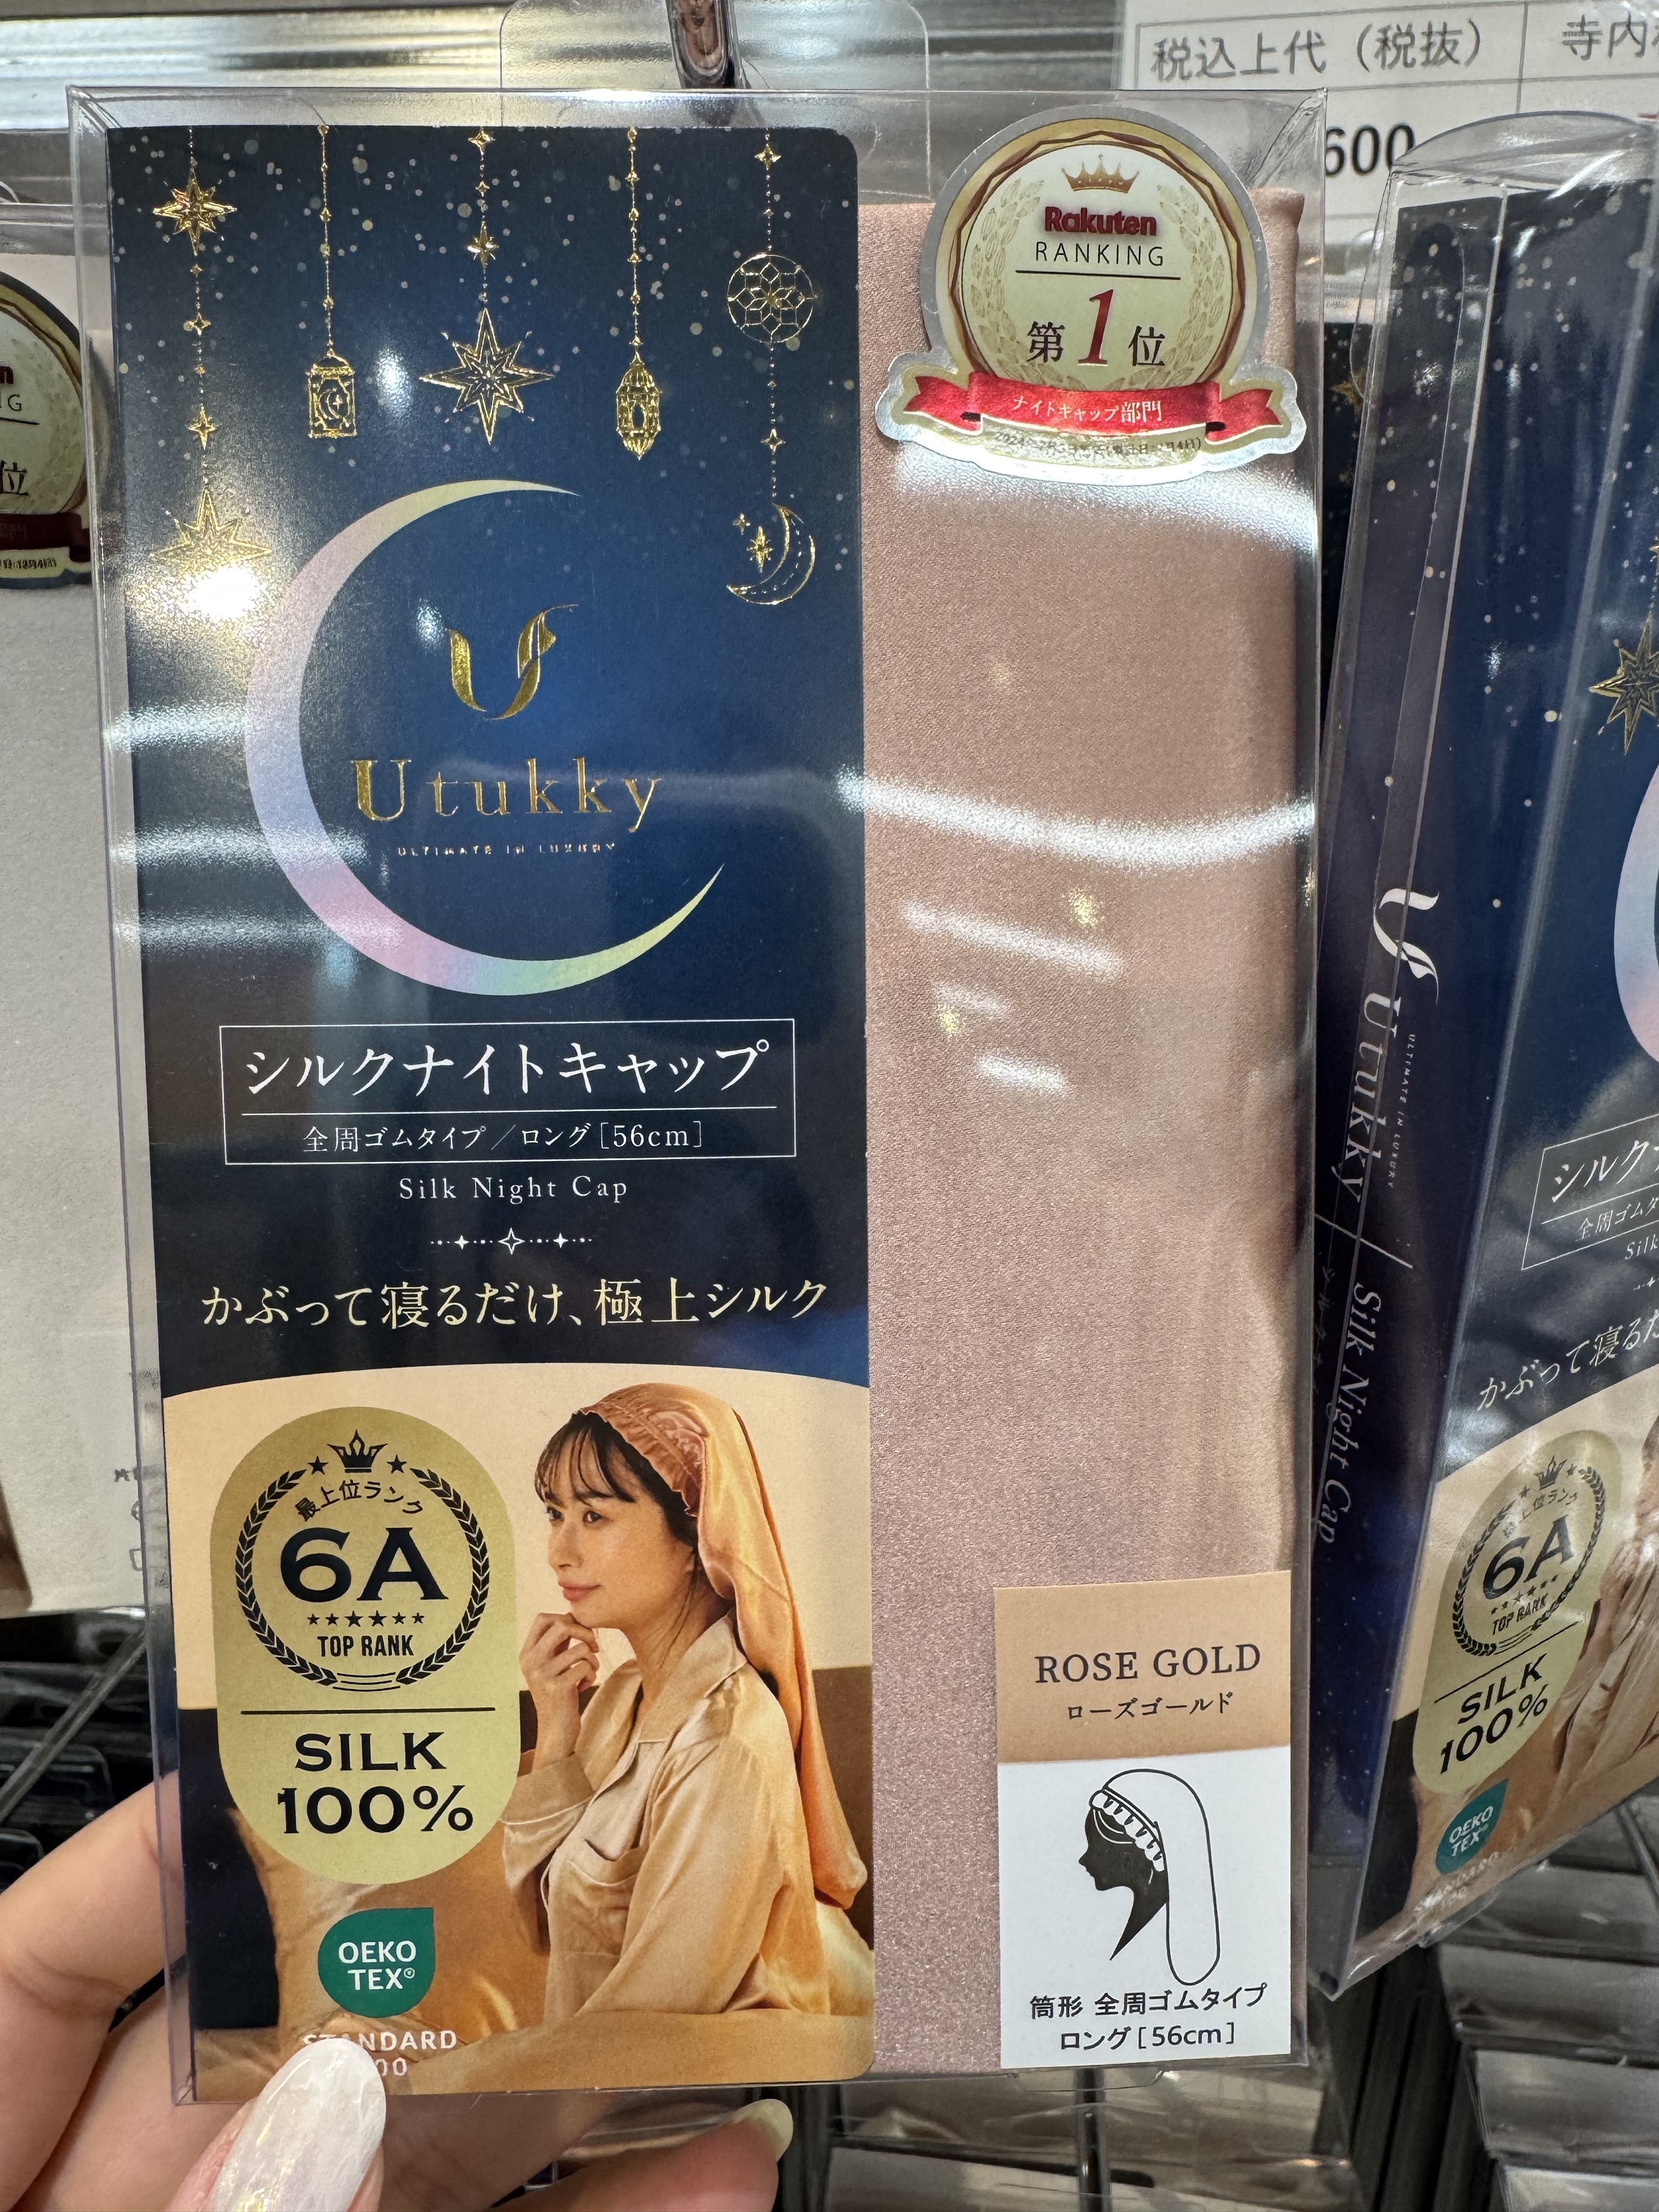 税込上代（税抜）
寺内
600
Rakuten
RANKING
第1位
ナイトキャップ部門
Utukky
ULTIMATE IN LUXURY
シルクナイトキャップ
全周ゴムタイプ／ロング[56cm]
Silk Night Cap
かぶって寝るだけ、極上シルク
最上位ランク
6A
TOP RANK
SILK
100%
OEKO
TEX®
STANDARD
ROSE GOLD
ローズゴールド
筒形 全周ゴムタイプ
ロング[56cm]
位
Utukky
ULTIMATE IN LUXURY
Silk Night Cap
シルク
全周ゴム
かぶって寝る
最上位ランク
6A
TOP RANK
SILK
100%
OEKO
TEX®